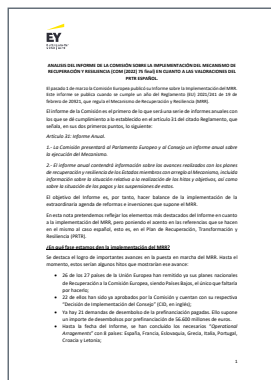 EY
ANALISIS DEL INFORME DE LA COMISIÓN SOBRE LA IMPLEMENTACIÓN DEL MECANISMO DE
RECUPERACIÓN Y RESILIENCIA (COM [2022] 75 final) EN CUANTO A LAS VALORACIONES DEL
PRTR ESPAÑOL.
El pasado 1 de marzo la Comisión Europea publicó su Informe sobre la Implementación del MRR.
Este informe se publica cuando se cumple un año del Reglamento (EU) 2021/201 de 19 de
febrero de 20921, que regula el Mecanismo de Recuperación y Resiliencia (MRR).
El informe de la Comisión es el primero de lo que será una serie de informes anuales con
los que se dé cumplimiento a lo establecido en el artículo 31 del citado Reglamento, que
señala, en sus dos primeros puntos, lo siguiente:
Artículo 31: Informe Anual.
1.- La Comisión presentará al Parlamento Europeo y al Consejo un informe anual sobre
la ejecución del Mecanismo.
2.- El informe anual contendrá información sobre los avances realizados con los planes
de recuperación y resiliencia de los Estados miembros con arreglo al Mecanismo, incluida
información sobre la situación relativa a la realización de los hitos y objetivos, así como
sobre la situación de los pagos y las suspensiones de estos.
El objetivo del Informe es, por tanto, hacer balance de la implementación de la
extraordinaria agenda de reformas e inversiones que supone el MRR.
En esta nota pretendemos reflejar los elementos más destacados del Informe en cuanto
a la implementación del MRR, pero poniendo el acento en las referencias que se hacen
en el mismo al caso español, esto es, en el Plan de Recuperación, Transformación y
Resiliencia (PRTR).
¿En qué fase estamos den la implementación del MRR?
Se destaca el logro de importantes avances en la puesta en marcha del MRR. Hasta el
momento, estos serían algunos hitos que mostrarían ese avance:
• 26 de los 27 países de la Unión Europea han remitido ya sus planes nacionales
de Recuperación a la Comisión Europea, siendo Países Bajos, el único que faltaría
por hacerlo;
• 22 de ellos han sido ya aprobados por la Comisión y cuentan con su respectiva
"Decisión de Implementación del Consejo" (CID, en inglés);
• Ya hay 21 demandas de desembolso de la prefinanciación pagadas. Ello supone
un importe de desembolsos por prefinanciación de 56.600 millones de euros.
• Hasta la fecha del Informe, se han concluido los necesarios "Operational
Arragements" con 8 países: España, Francia, Eslovaquia, Grecia, Italia, Portugal,
Croacia y Letonia;
1